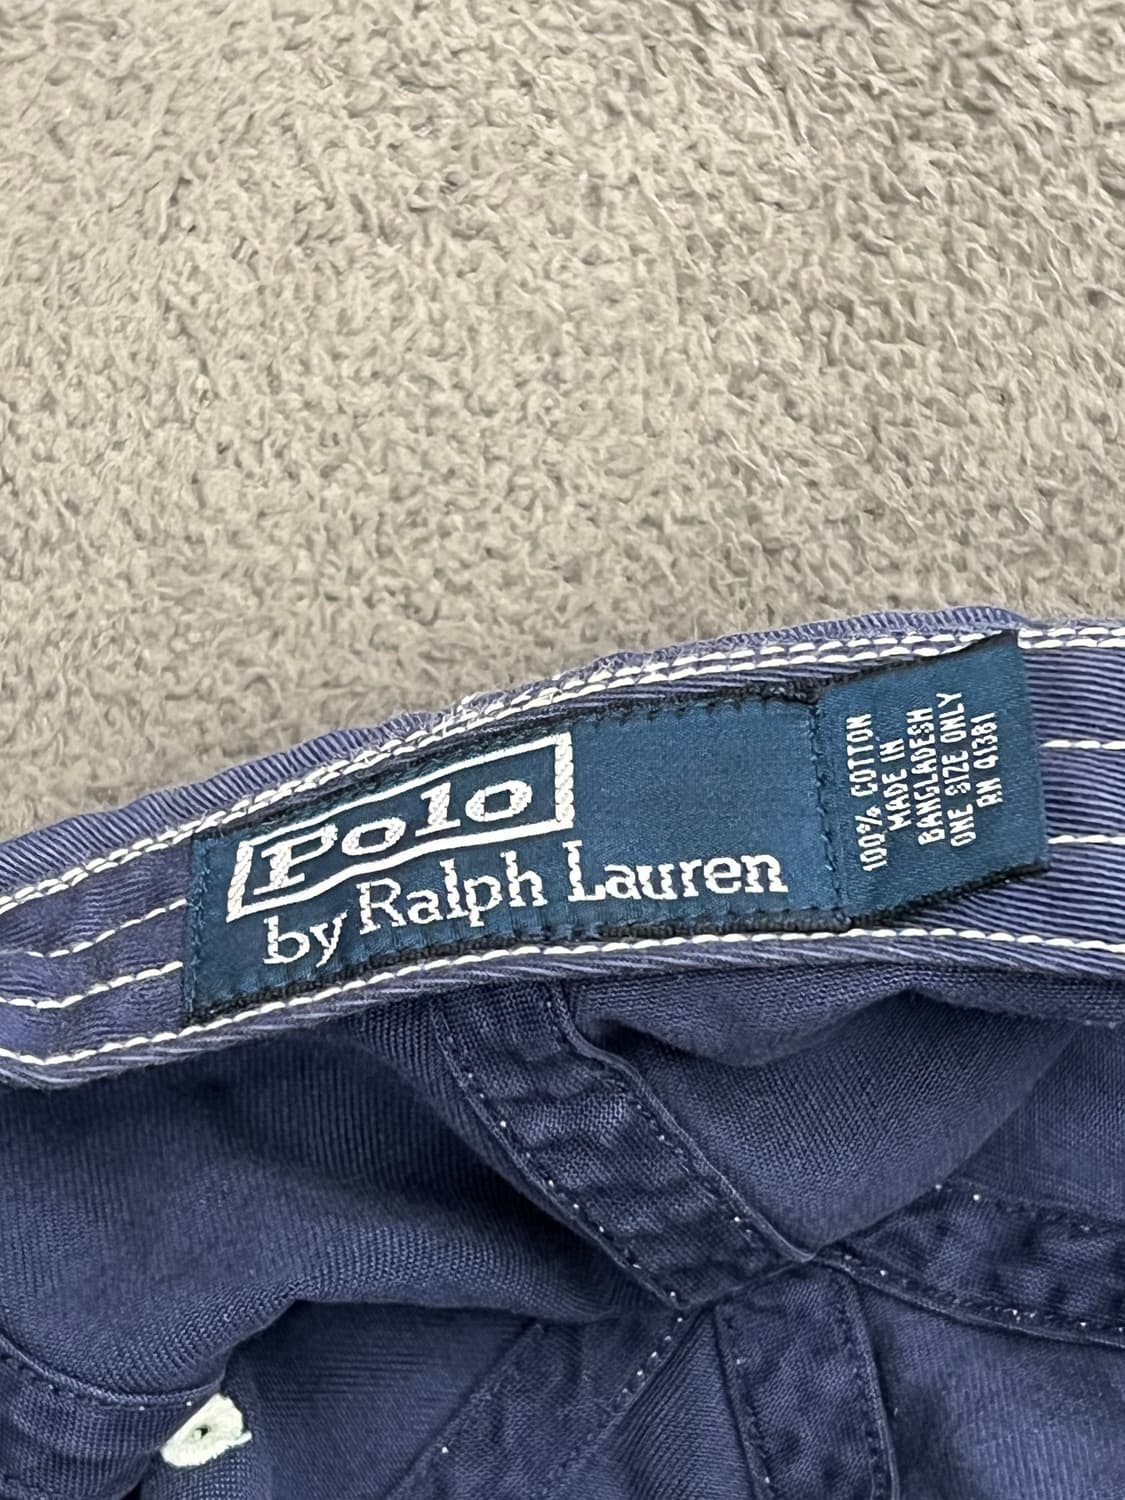 Polo
by Ralph Lauren
100% COTTON
MADE IN
BANGLADESH
ONE SIZE ONLY
RN 41381